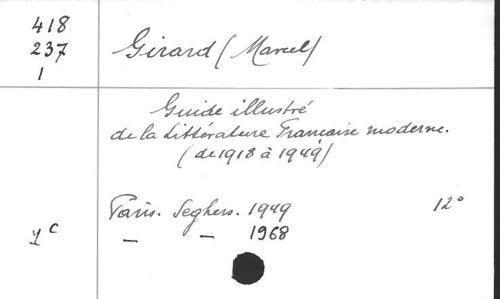 418
237
1
Girard (Marcel)
Guide illustré
de la Littérature Française moderne.
(de 1918 à 1949)
Paris. Seghers. 1949 12°
— — 1968
C